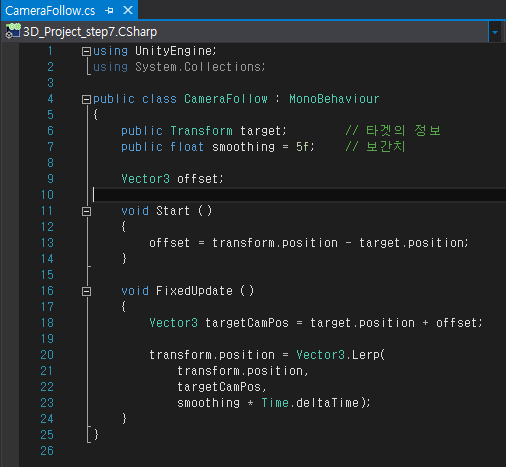 CameraFollow.cs
3D_Project_step7.CSharp
1 using UnityEngine;
2 using System.Collections;
3
4 public class CameraFollow : MonoBehaviour
5 {
6 public Transform target; // 타겟의 정보
7 public float smoothing = 5f; // 보간치
8
9 Vector3 offset;
10
11 void Start ()
12 {
13 offset = transform.position - target.position;
14 }
15
16 void FixedUpdate ()
17 {
18 Vector3 targetCamPos = target.position + offset;
19
20 transform.position = Vector3.Lerp(
21 transform.position,
22 targetCamPos,
23 smoothing * Time.deltaTime);
24 }
25 }
26